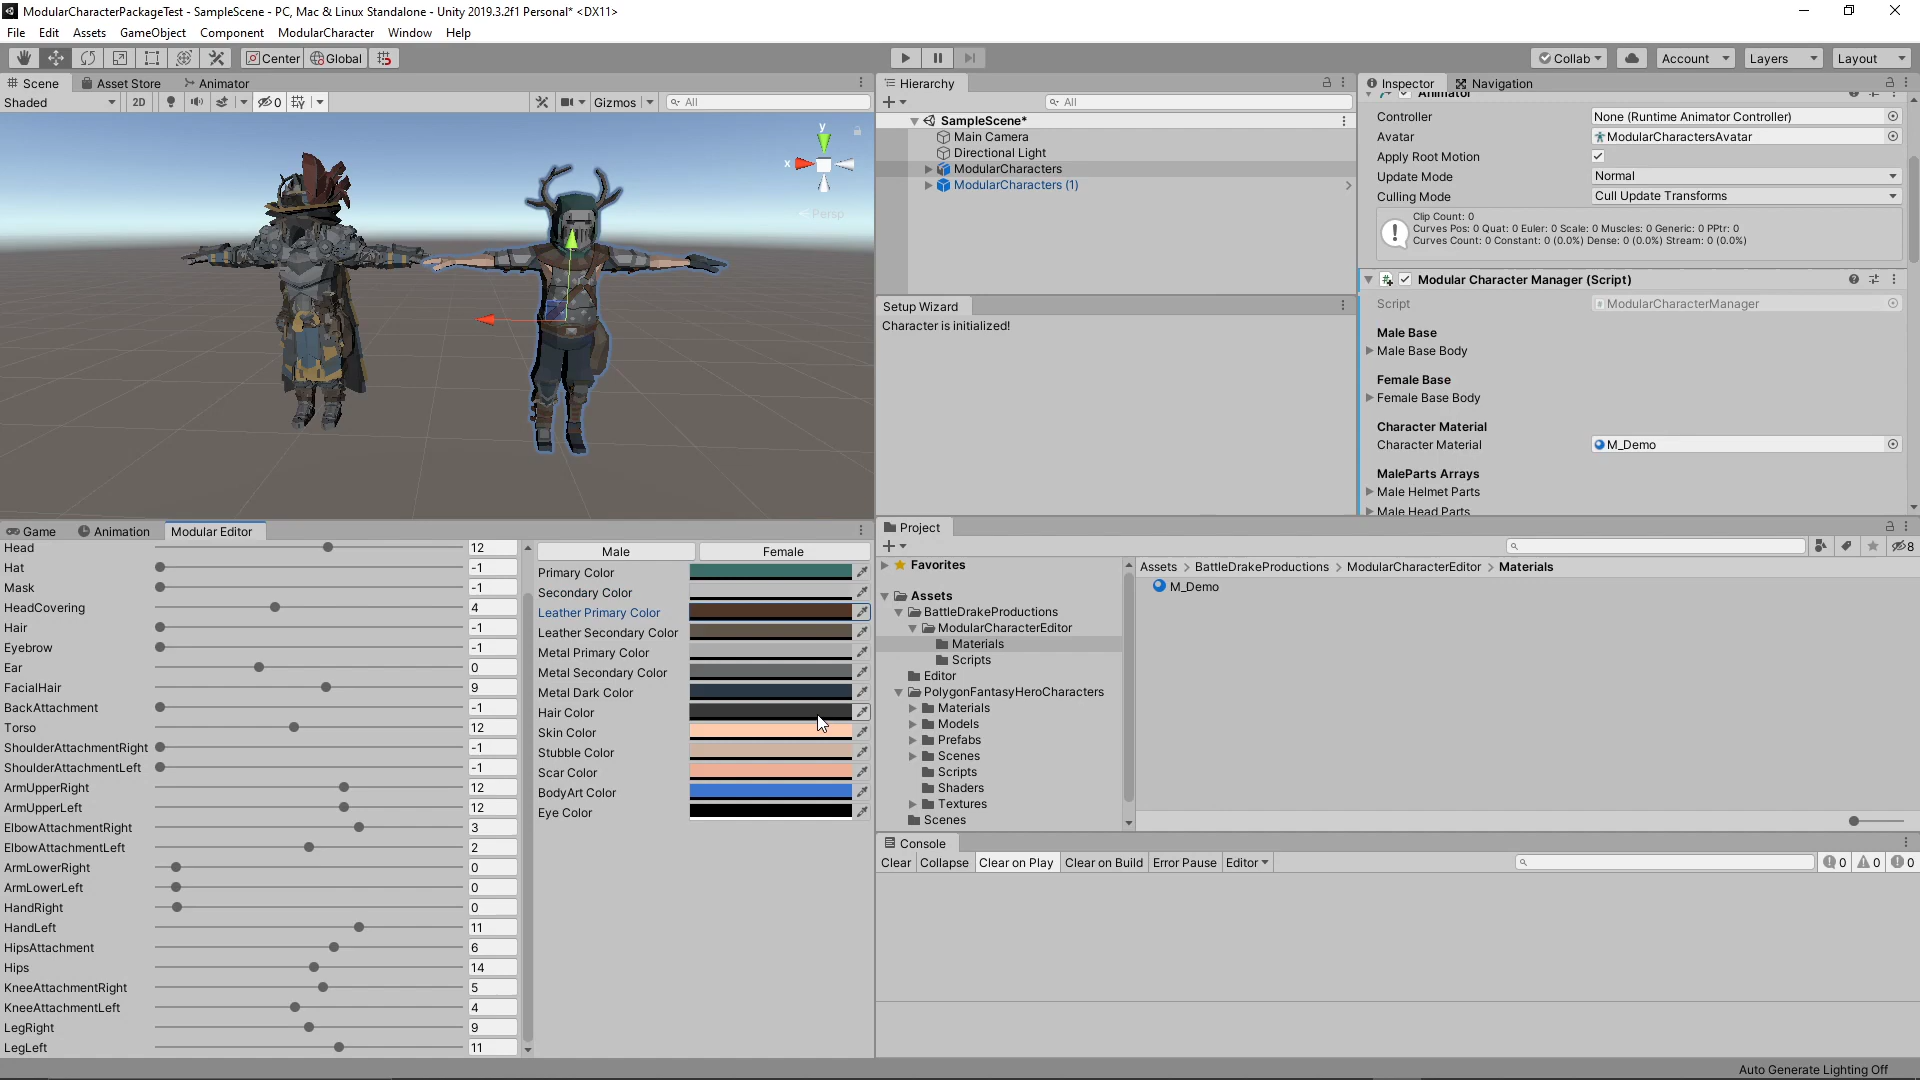 ModularCharacterPackageTest - SampleScene - PC, Mac & Linux Standalone - Unity 2019.3.2f1 Personal* <DX11>
File Edit Assets GameObject Component ModularCharacter Window Help
Center Global Collab Account Layers Layout
Scene Asset Store Animator
Shaded 2D 0 Gizmos All
y
x
Persp
Game Animation Modular Editor
Head 12
Hat -1
Mask -1
HeadCovering 4
Hair -1
Eyebrow -1
Ear 0
FacialHair 9
BackAttachment -1
Torso 12
ShoulderAttachmentRight -1
ShoulderAttachmentLeft -1
ArmUpperRight 12
ArmUpperLeft 12
ElbowAttachmentRight 3
ElbowAttachmentLeft 2
ArmLowerRight 0
ArmLowerLeft 0
HandRight 0
HandLeft 11
HipsAttachment 6
Hips 14
KneeAttachmentRight 5
KneeAttachmentLeft 4
LegRight 9
LegLeft 11
Male Female
Primary Color
Secondary Color
Leather Primary Color
Leather Secondary Color
Metal Primary Color
Metal Secondary Color
Metal Dark Color
Hair Color
Skin Color
Stubble Color
Scar Color
BodyArt Color
Eye Color
Hierarchy
All
SampleScene*
Main Camera
Directional Light
ModularCharacters
ModularCharacters (1)
Setup Wizard
Character is initialized!
Inspector Navigation
Animator
Controller None (Runtime Animator Controller)
Avatar ModularCharactersAvatar
Apply Root Motion
Update Mode Normal
Culling Mode Cull Update Transforms
Clip Count: 0
Curves Pos: 0 Quat: 0 Euler: 0 Scale: 0 Muscles: 0 Generic: 0 PPtr: 0
Curves Count: 0 Constant: 0 (0.0%) Dense: 0 (0.0%) Stream: 0 (0.0%)
Modular Character Manager (Script)
Script ModularCharacterManager
Male Base
Male Base Body
Female Base
Female Base Body
Character Material
Character Material M_Demo
MaleParts Arrays
Male Helmet Parts
Male Head Parts
Project
8
Favorites
Assets
BattleDrakeProductions
ModularCharacterEditor
Materials
Scripts
Editor
PolygonFantasyHeroCharacters
Materials
Models
Prefabs
Scenes
Scripts
Shaders
Textures
Scenes
Assets > BattleDrakeProductions > ModularCharacterEditor > Materials
M_Demo
Console
Clear Collapse Clear on Play Clear on Build Error Pause Editor 0 0 0
Auto Generate Lighting Off